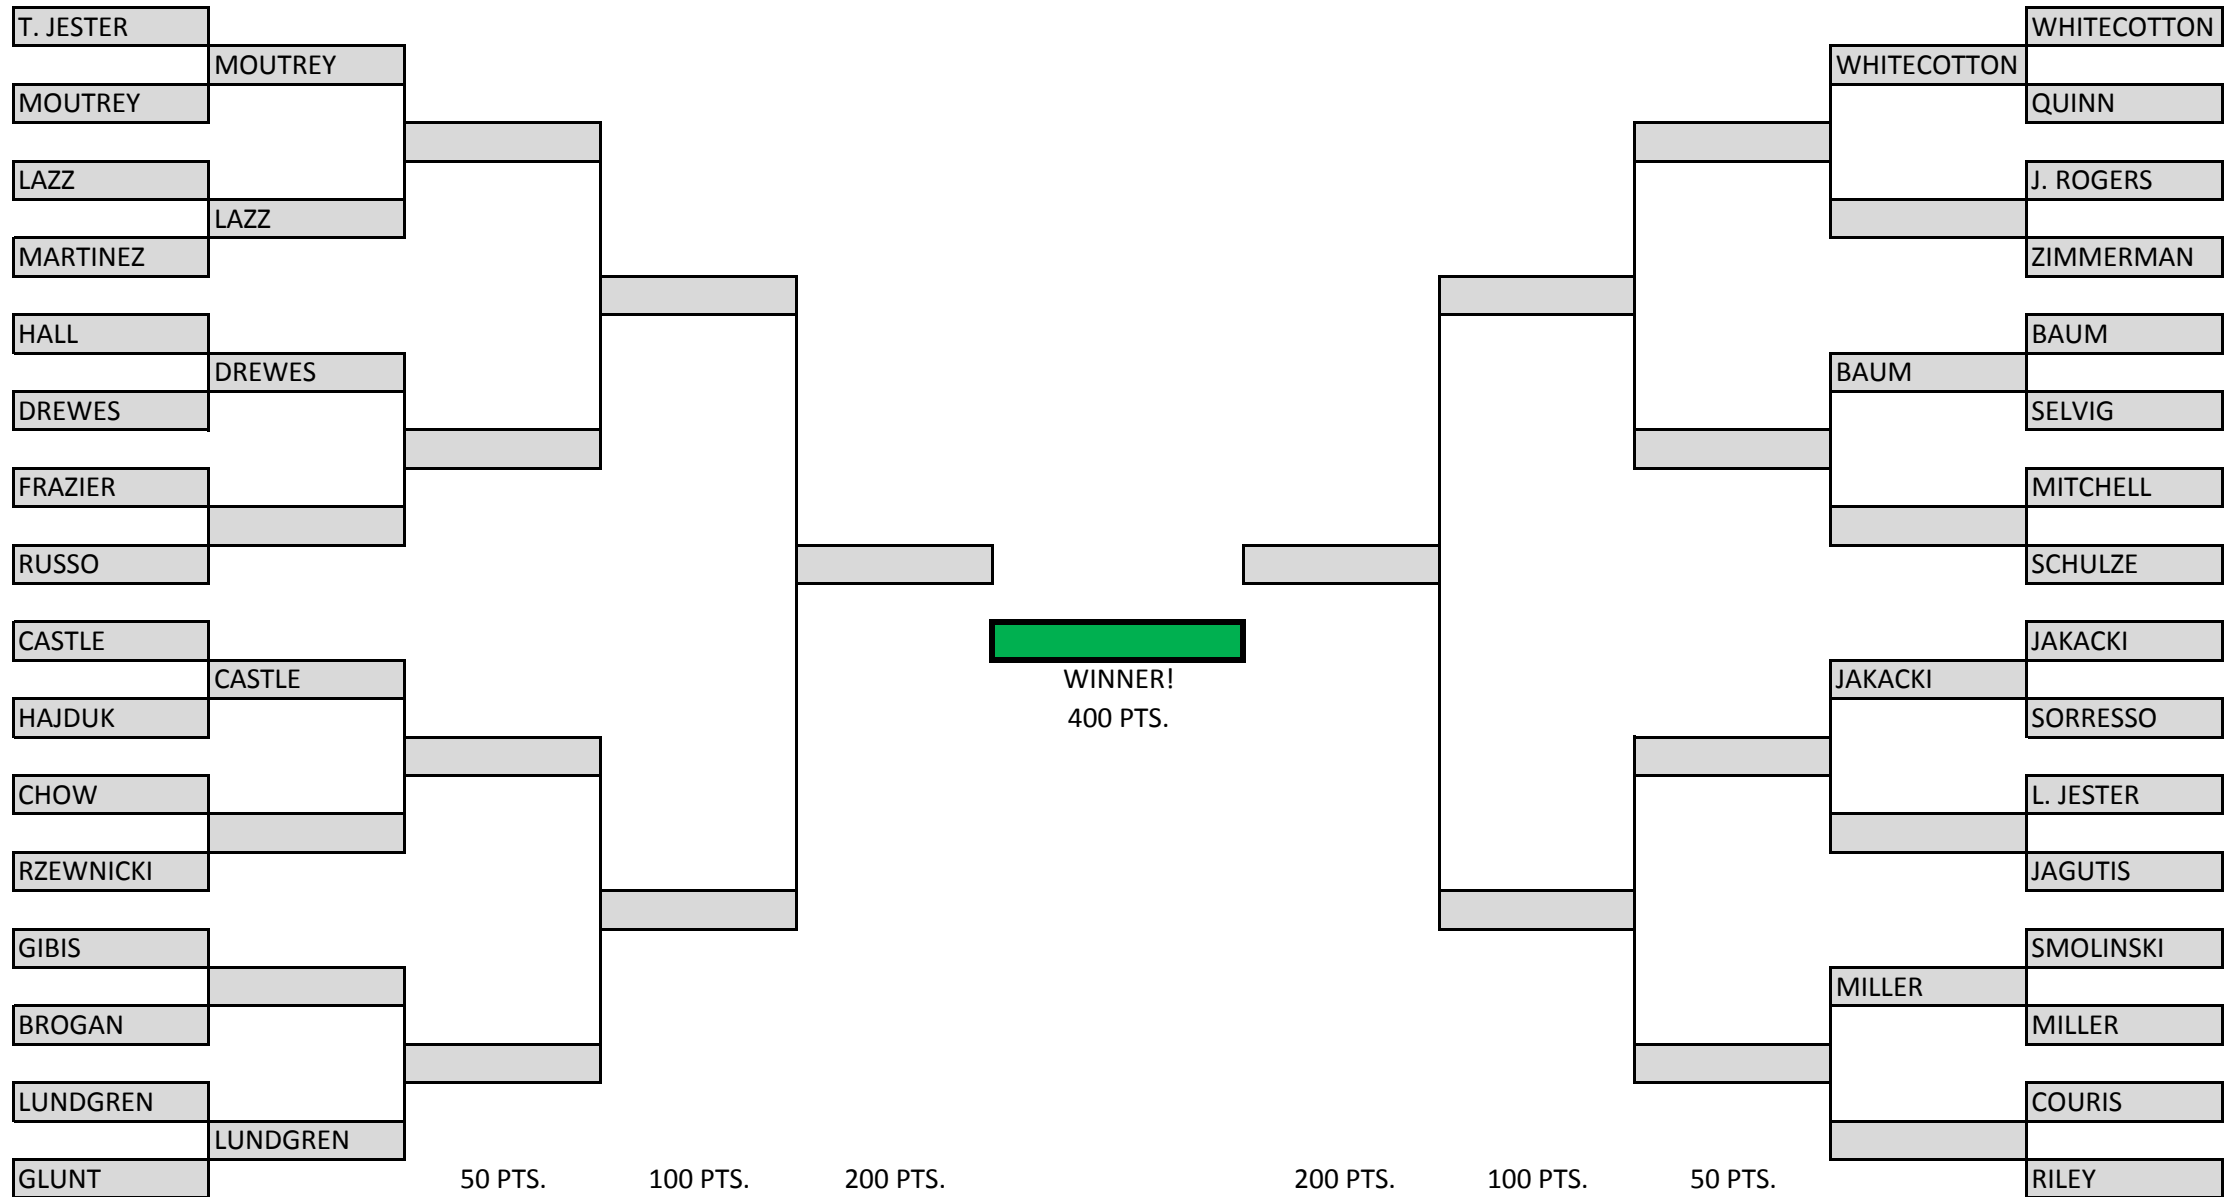 T. JESTER
MOUTREY
MOUTREY
LAZZ
LAZZ
MARTINEZ
HALL
DREWES
DREWES
FRAZIER
RUSSO
CASTLE
CASTLE
HAJDUK
CHOW
RZEWNICKI
GIBIS
BROGAN
LUNDGREN
LUNDGREN
GLUNT
50 PTS.
100 PTS.
200 PTS.
WINNER!
400 PTS.
200 PTS.
100 PTS.
50 PTS.
WHITECOTTON
WHITECOTTON
QUINN
J. ROGERS
ZIMMERMAN
BAUM
BAUM
SELVIG
MITCHELL
SCHULZE
JAKACKI
JAKACKI
SORRESSO
L. JESTER
JAGUTIS
SMOLINSKI
MILLER
MILLER
COURIS
RILEY